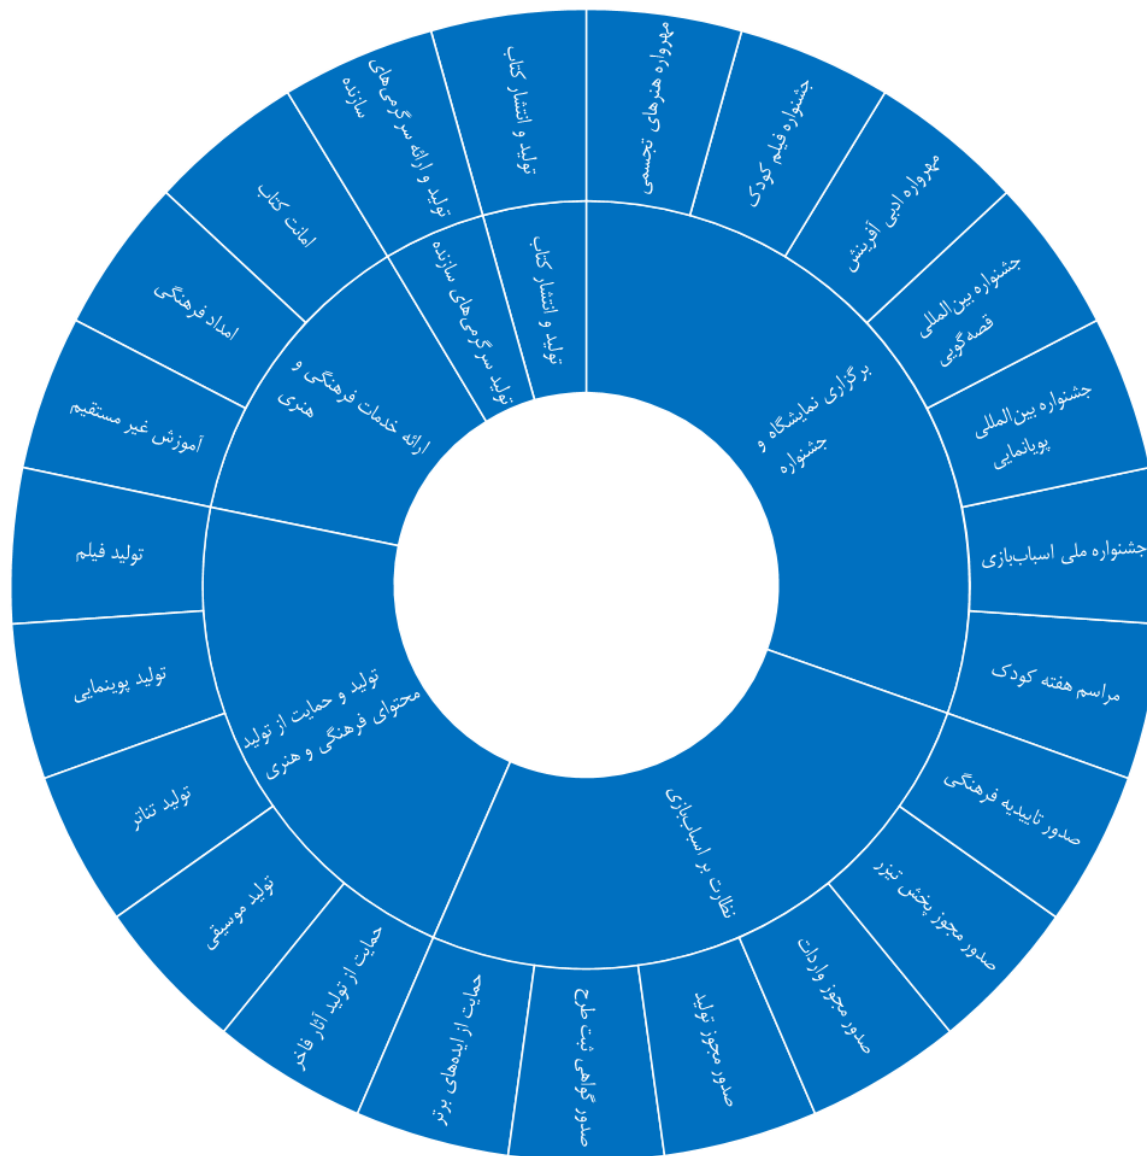 برگزاری نمایشگاه و
جشنواره
مهرواره هنرهای تجسمی
جشنواره فیلم کودک
مهرواره ادبی آفرینش
جشنواره بین‌المللی
قصه‌گویی
جشنواره بین‌المللی
پویانمایی
جشنواره ملی اسباب‌بازی
مراسم هفته کودک
نظارت بر اسباب‌بازی
صدور تاییدیه فرهنگی
صدور مجوز پخش تیزر
صدور مجوز واردات
صدور مجوز تولید
صدور گواهی ثبت طرح
حمایت از ایده‌های برتر
تولید و حمایت از تولید
محتوای فرهنگی و هنری
حمایت از تولید آثار فاخر
تولید موسیقی
تولید تئاتر
تولید پوینمایی
تولید فیلم
ارائه خدمات فرهنگی و
هنری
آموزش غیر مستقیم
امداد فرهنگی
امانت کتاب
تولید سرگرمی‌های سازنده
تولید و ارائه سرگرمی‌های
سازنده
تولید و انتشار کتاب
تولید و انتشار کتاب